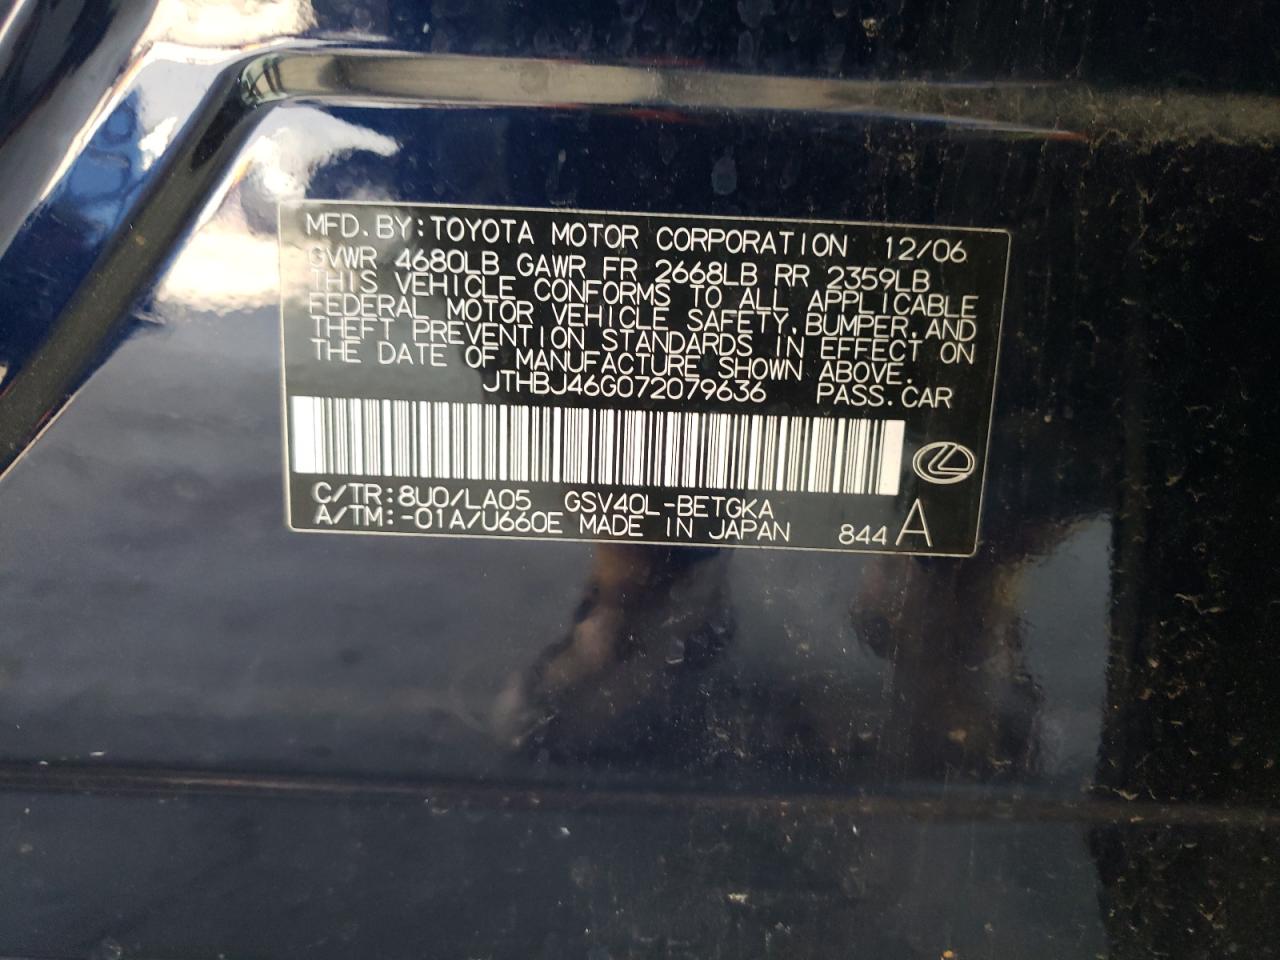 MFD.BY:TOYOTA MOTOR CORPORATION 12/06
GVWR 4680LB GAWR FR 2668LB RR 2359LB
THIS VEHICLE CONFORMS TO ALL APPLICABLE
FEDERAL MOTOR VEHICLE SAFETY,BUMPER,AND
THEFT PREVENTION STANDARDS IN EFFECT ON
THE DATE OF MANUFACTURE SHOWN ABOVE.
JTHBJ46G072079636 PASS.CAR
C/TR:8U0/LA05 GSV40L-BETGKA
A/TM:-01A/U660E MADE IN JAPAN 844 A